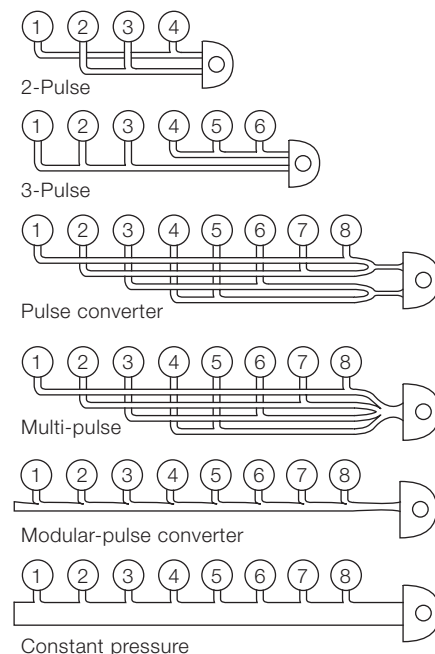 1 2 3 4
2-Pulse
1 2 3 4 5 6
3-Pulse
1 2 3 4 5 6 7 8
Pulse converter
1 2 3 4 5 6 7 8
Multi-pulse
1 2 3 4 5 6 7 8
Modular-pulse converter
1 2 3 4 5 6 7 8
Constant pressure